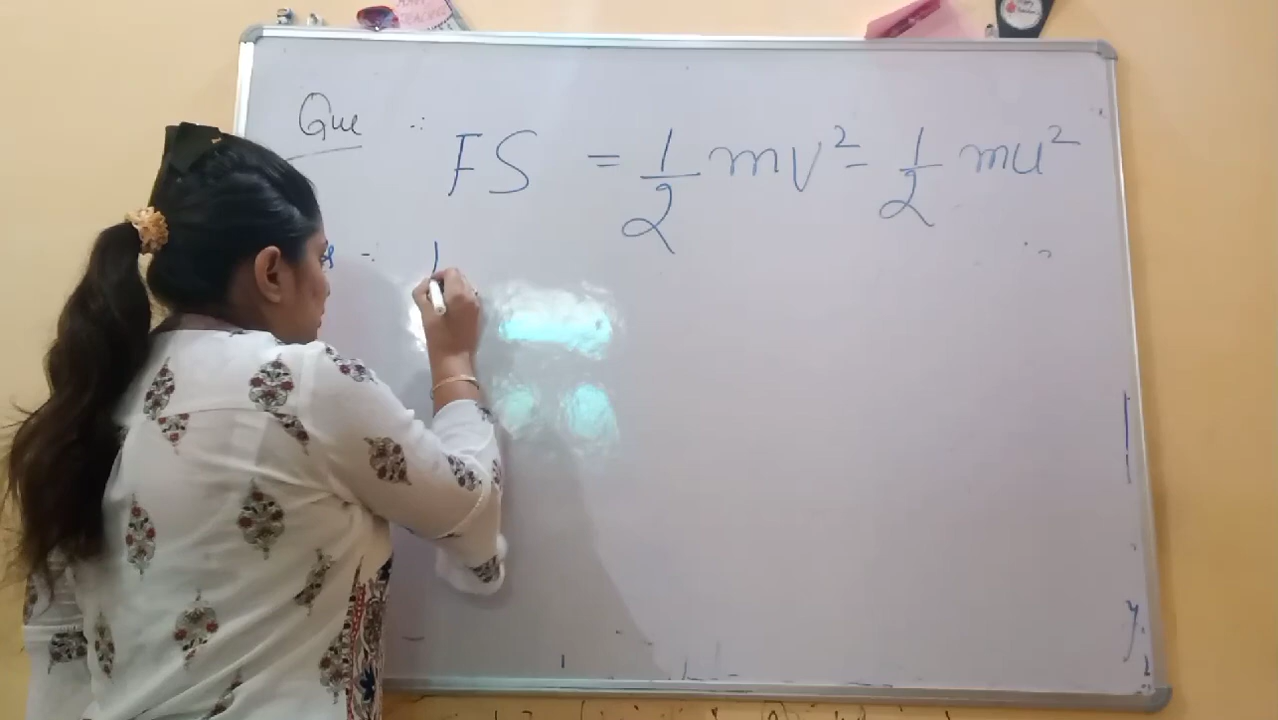 Que :: FS = 1/2 mv² - 1/2 mu²